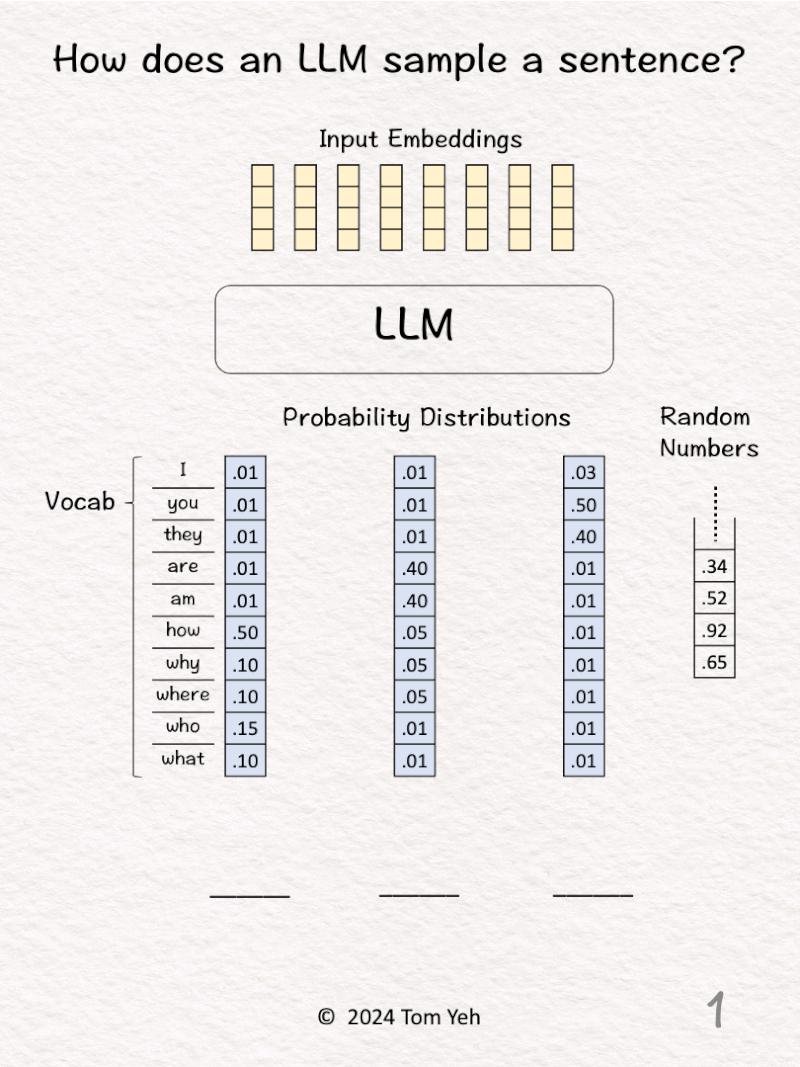 How does an LLM sample a sentence?
Input Embeddings
LLM
Probability Distributions
Random
Numbers
Vocab
I .01 .01 .03
you .01 .01 .50
they .01 .01 .40
are .01 .40 .01 .34
am .01 .40 .01 .52
how .50 .05 .01 .92
why .10 .05 .01 .65
where .10 .05 .01
who .15 .01 .01
what .10 .01 .01
© 2024 Tom Yeh
1